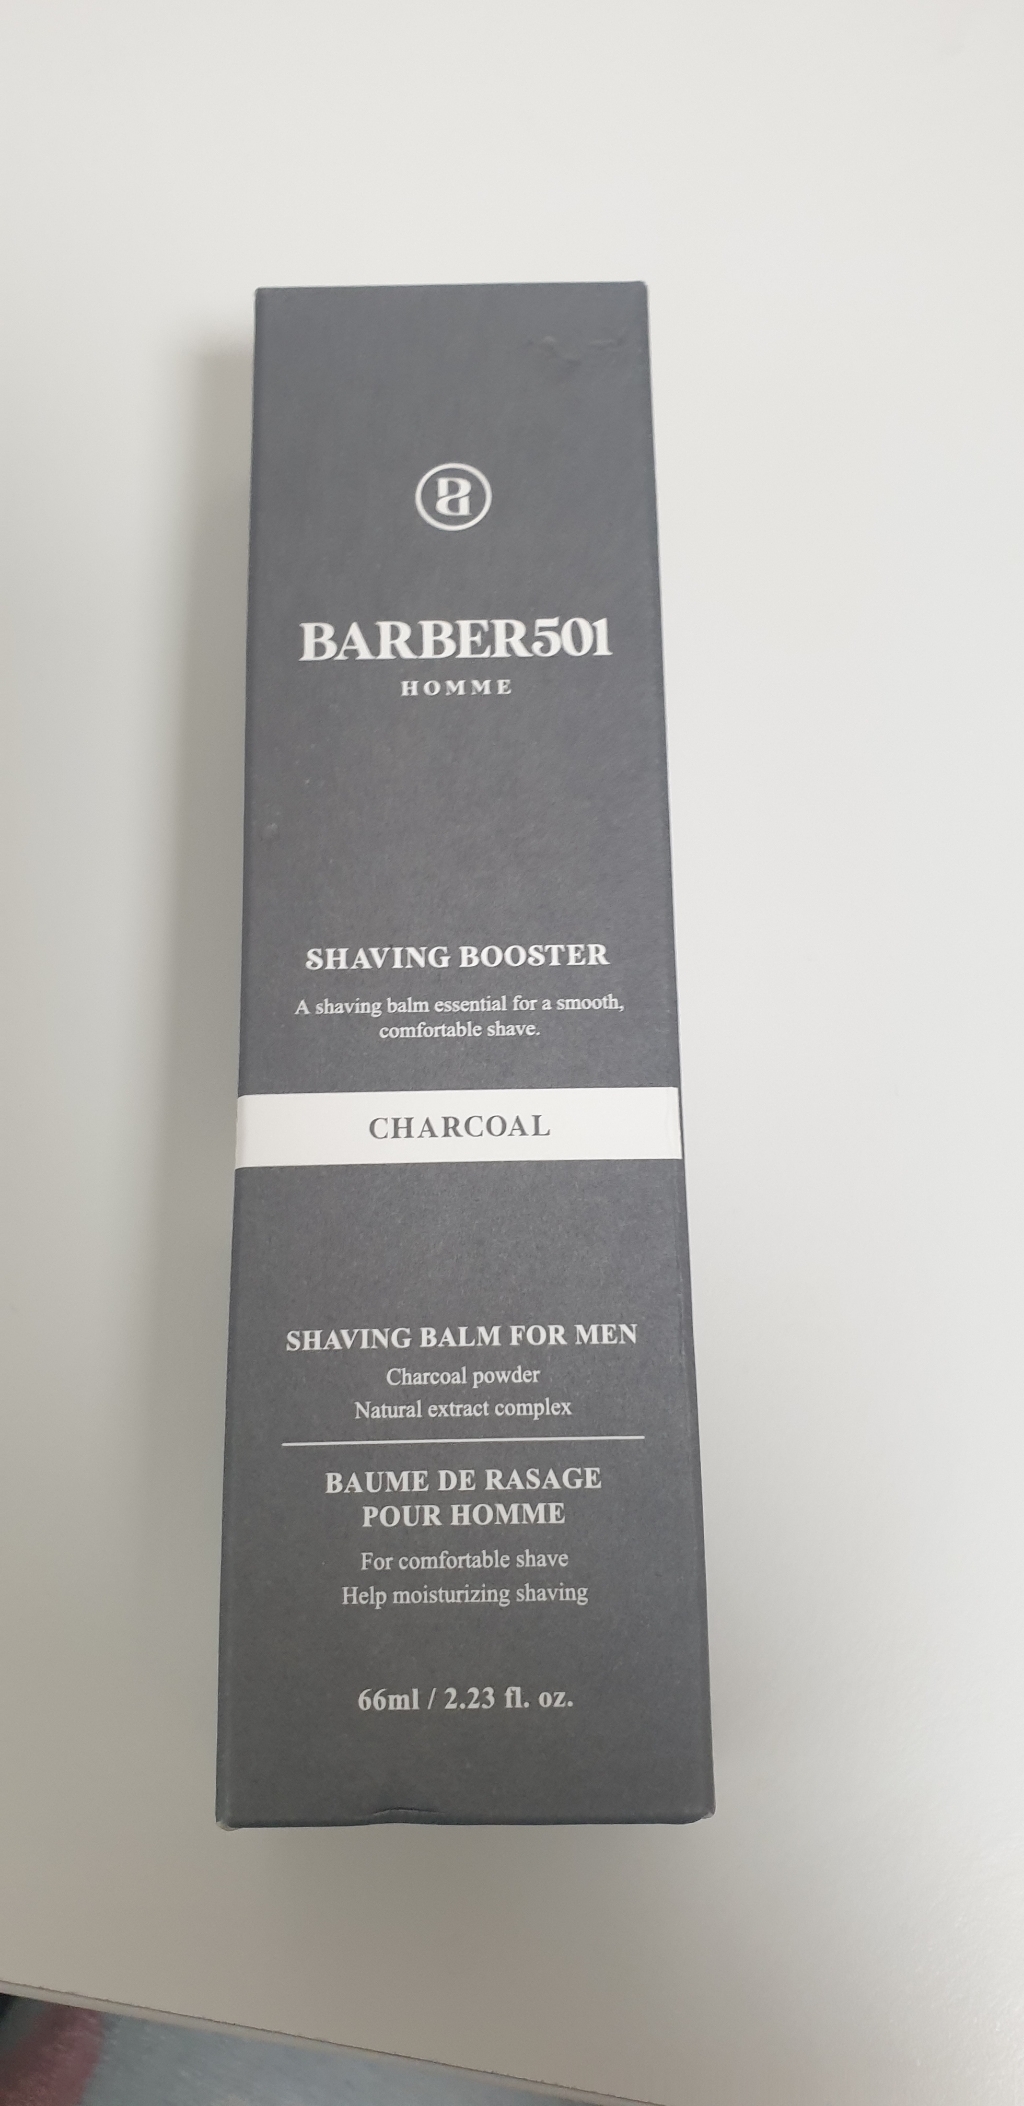 BARBER501
HOMME
SHAVING BOOSTER
A shaving balm essential for a smooth,
comfortable shave.
CHARCOAL
SHAVING BALM FOR MEN
Charcoal powder
Natural extract complex
BAUME DE RASAGE
POUR HOMME
For comfortable shave
Help moisturizing shaving
66ml / 2.23 fl. oz.